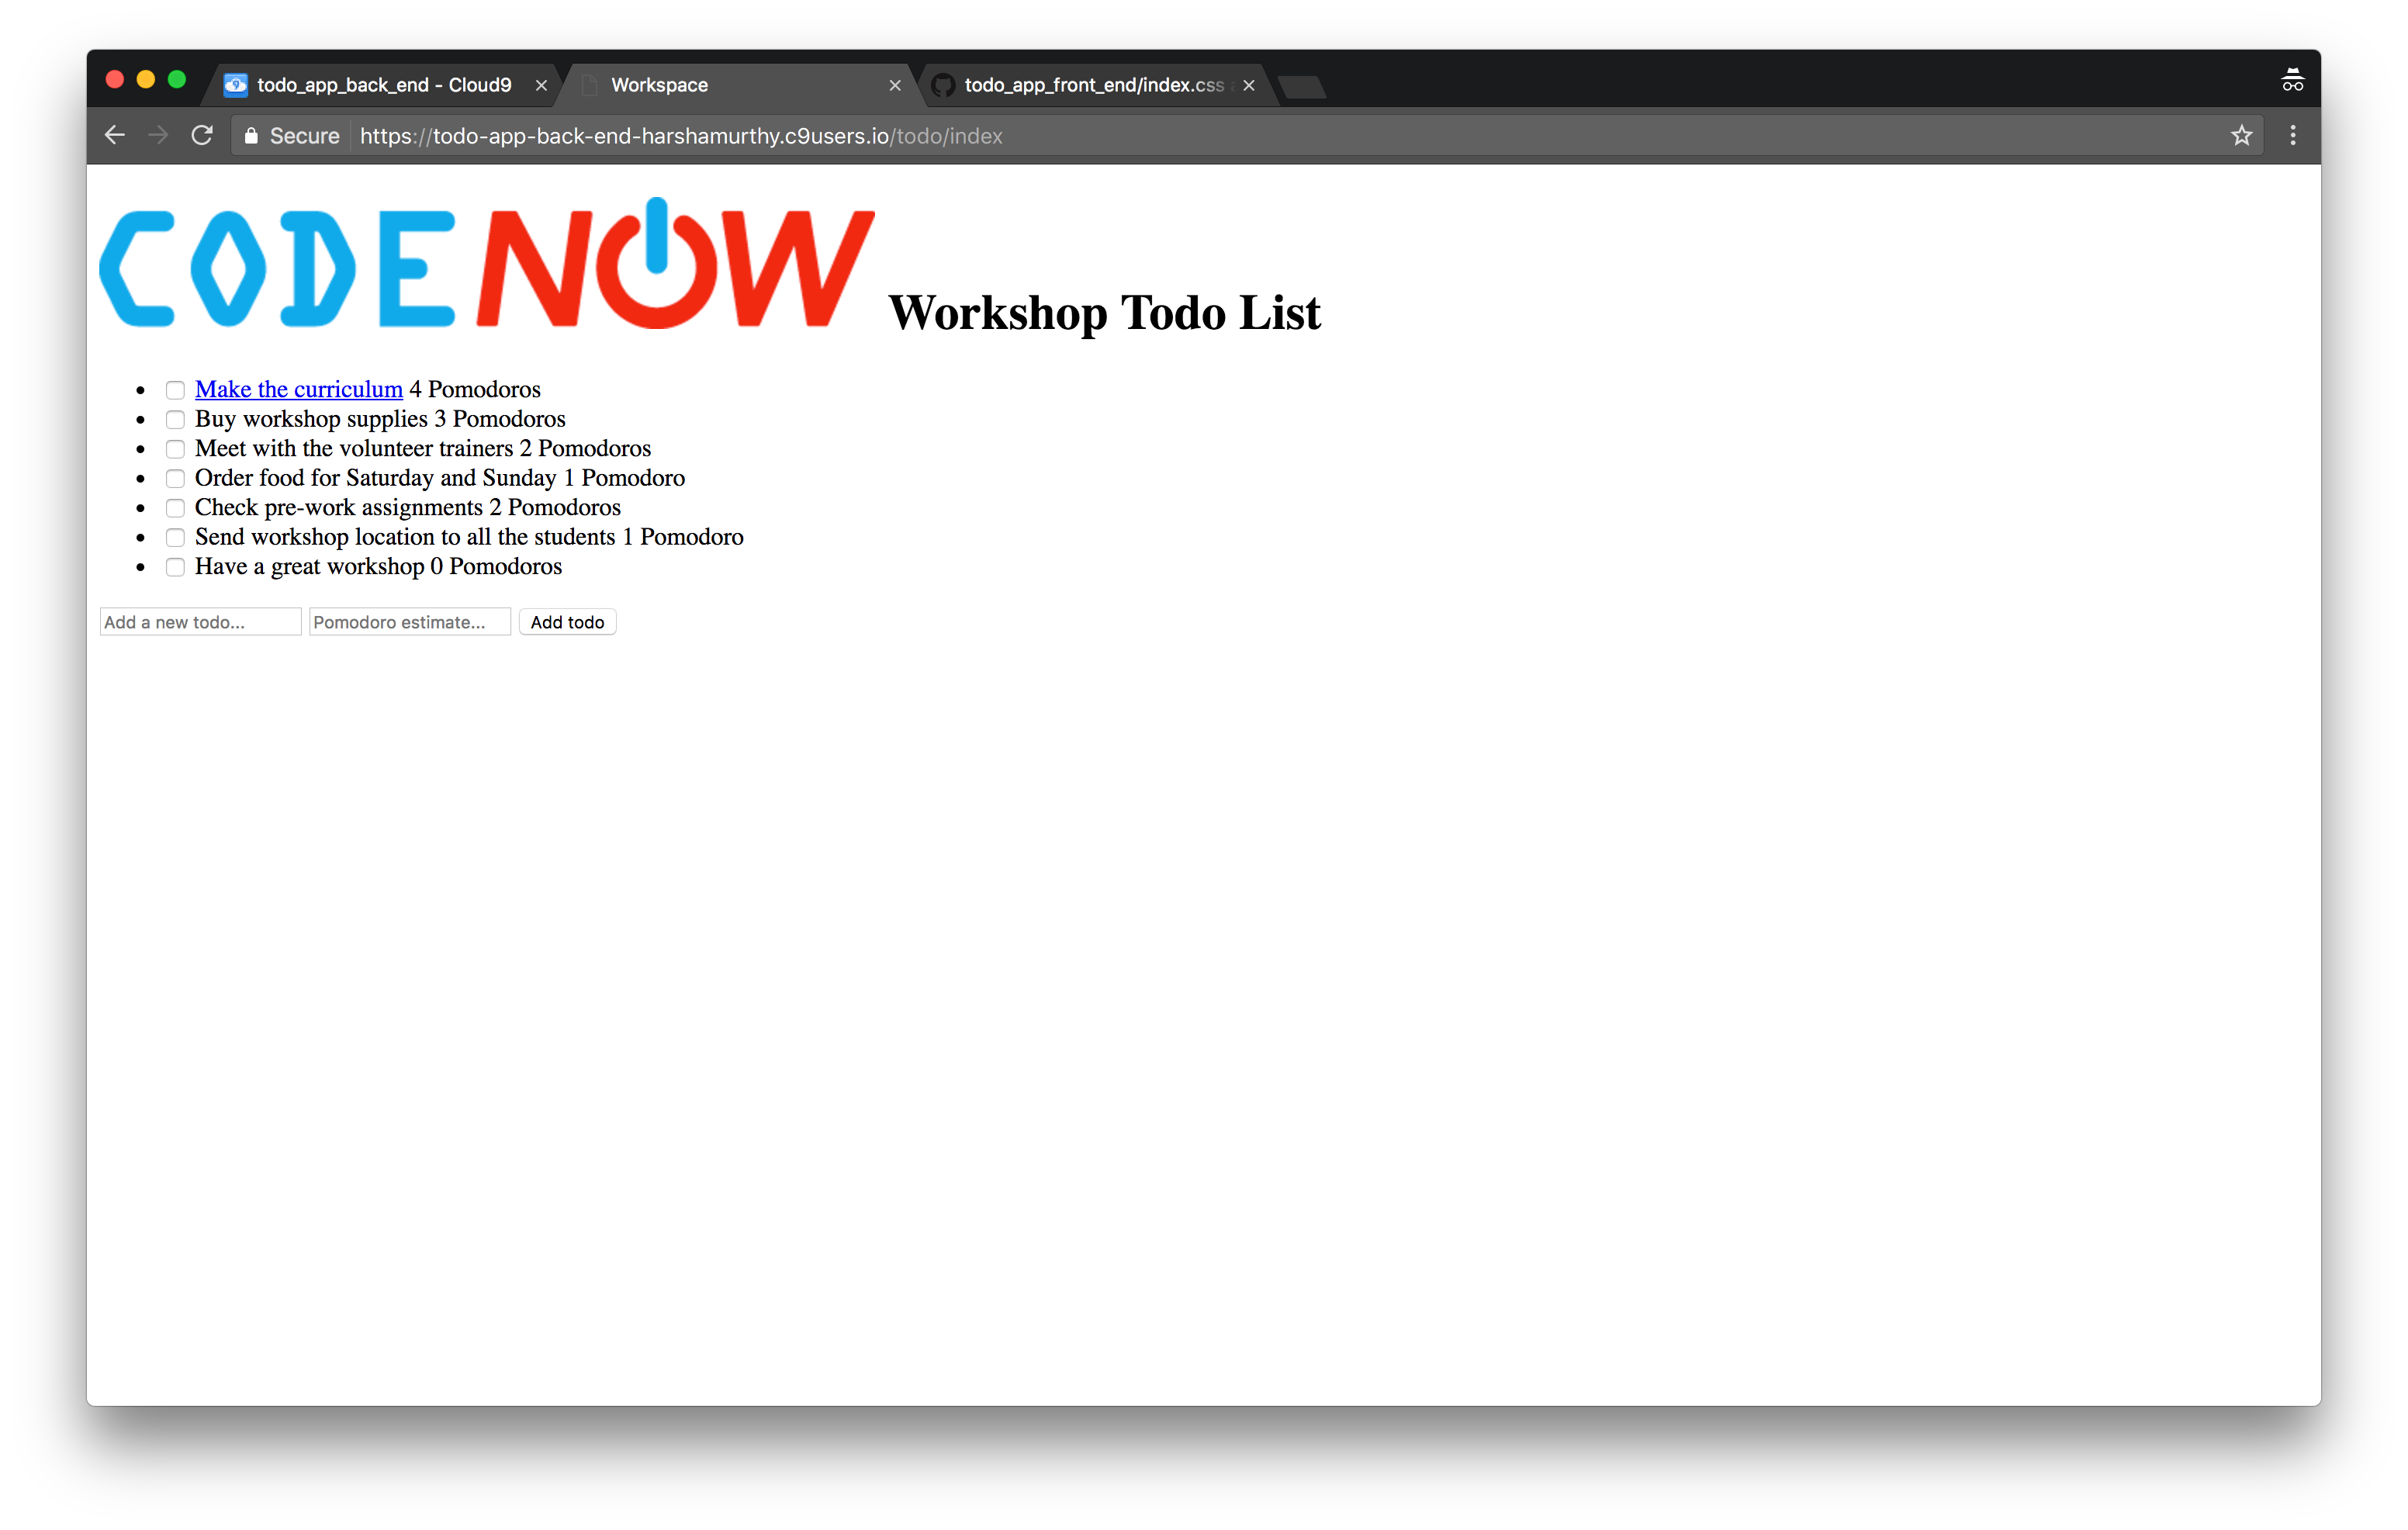 todo_app_back_end - Cloud9
Workspace
todo_app_front_end/index.css
Secure https://todo-app-back-end-harshamurthy.c9users.io/todo/index
CODENOW Workshop Todo List
Make the curriculum 4 Pomodoros
Buy workshop supplies 3 Pomodoros
Meet with the volunteer trainers 2 Pomodoros
Order food for Saturday and Sunday 1 Pomodoro
Check pre-work assignments 2 Pomodoros
Send workshop location to all the students 1 Pomodoro
Have a great workshop 0 Pomodoros
Add a new todo... Pomodoro estimate... Add todo